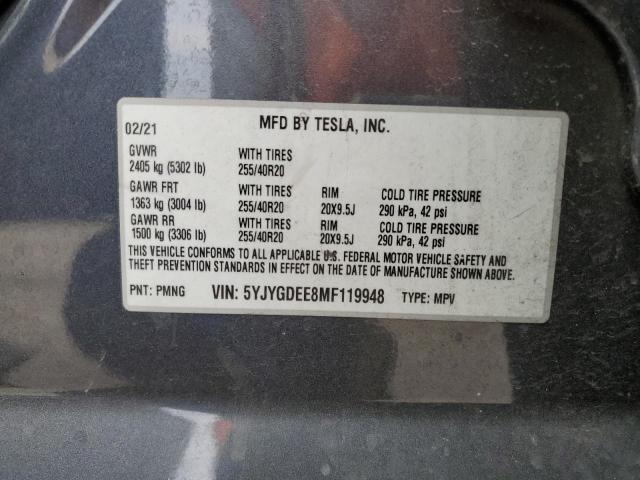 02/21 MFD BY TESLA, INC.
GVWR WITH TIRES
2405 kg (5302 lb) 255/40R20
GAWR FRT WITH TIRES RIM COLD TIRE PRESSURE
1363 kg (3004 lb) 255/40R20 20X9.5J 290 kPa, 42 psi
GAWR RR WITH TIRES RIM COLD TIRE PRESSURE
1500 kg (3306 lb) 255/40R20 20X9.5J 290 kPa, 42 psi
THIS VEHICLE CONFORMS TO ALL APPLICABLE U.S. FEDERAL MOTOR VEHICLE SAFETY AND
THEFT PREVENTION STANDARDS IN EFFECT ON THE DATE OF MANUFACTURE SHOWN ABOVE.
PNT: PMNG VIN: 5YJYGDEE8MF119948 TYPE: MPV